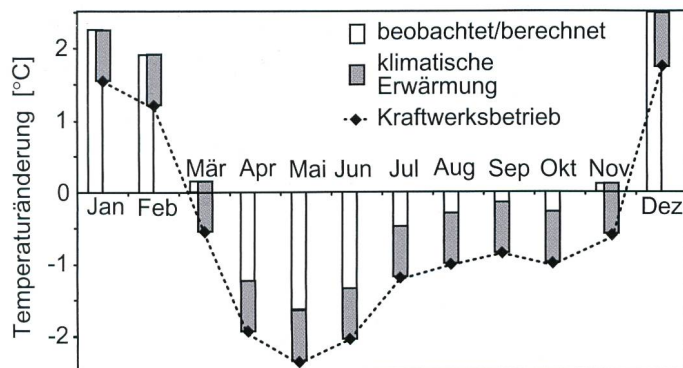 Temperaturänderung [°C]
2
1
0
-1
-2
beobachtet/berechnet
klimatische
Erwärmung
Kraftwerksbetrieb
Mär Apr Mai Jun Jul Aug Sep Okt Nov
Jan Feb Dez